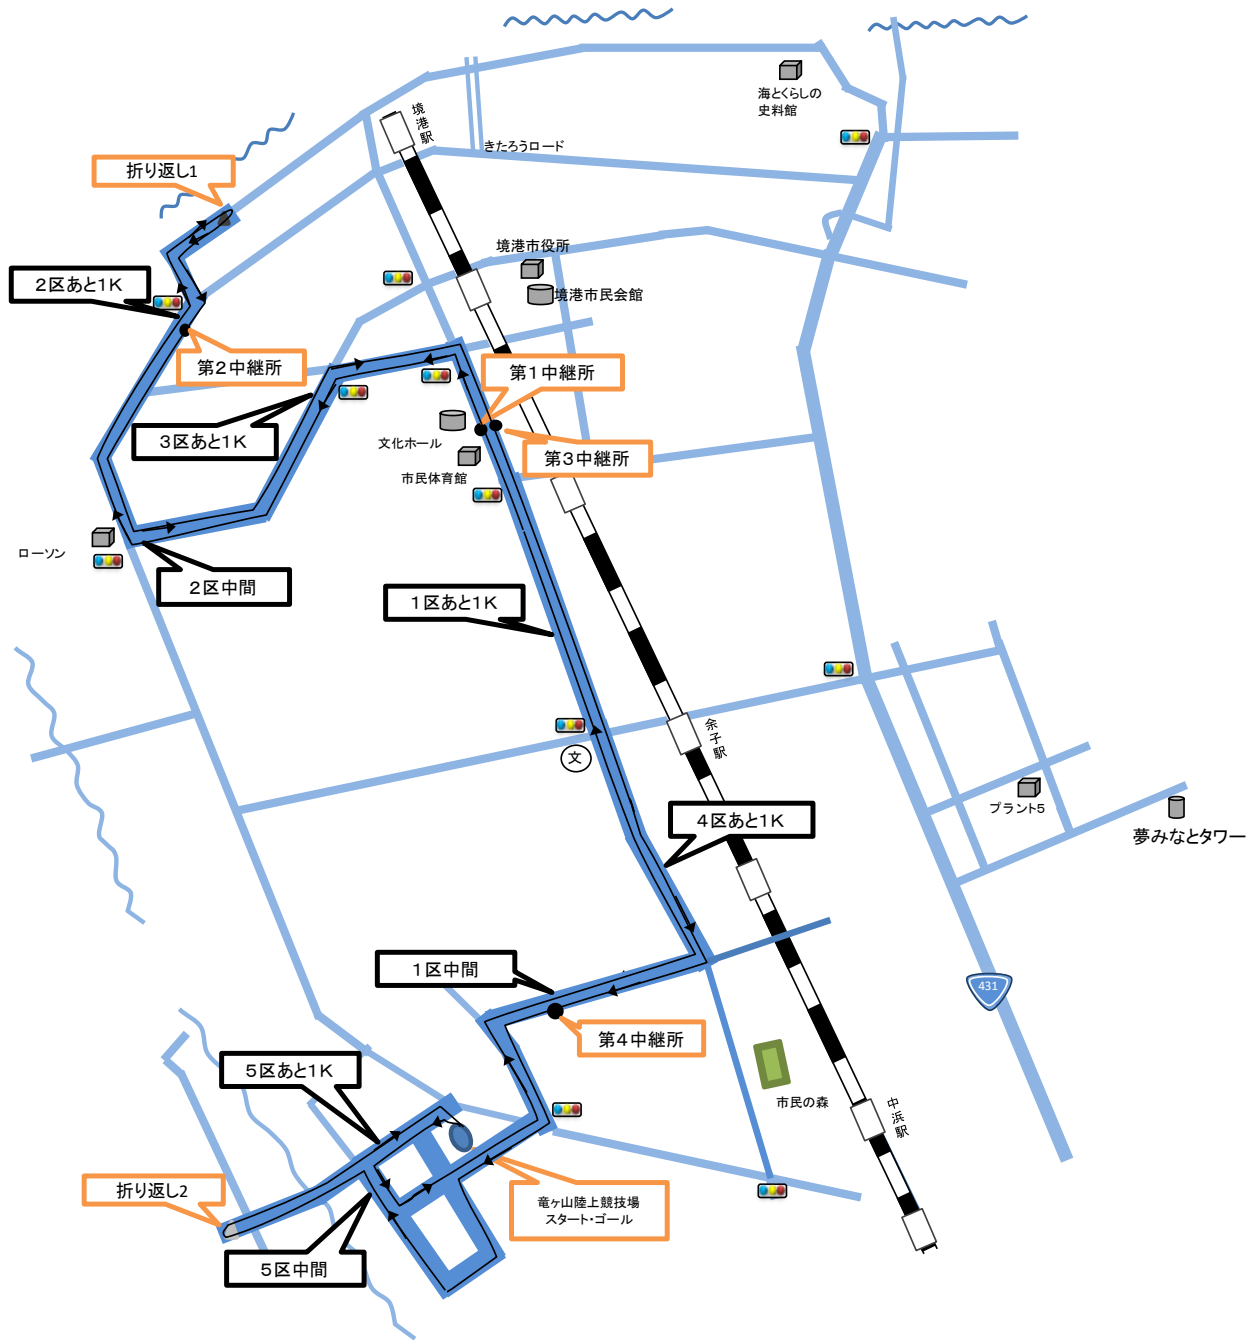 海とくらしの
史料館
境港駅
きたろうロード
折り返し1
境港市役所
2区あと1K
境港市民会館
第2中継所
第1中継所
3区あと1K
文化ホール
第3中継所
市民体育館
ローソン
2区中間
1区あと1K
余子駅
文
プラント5
4区あと1K
夢みなとタワー
1区中間
431
第4中継所
5区あと1K
市民の森
中浜駅
折り返し2
竜ヶ山陸上競技場
スタート・ゴール
5区中間